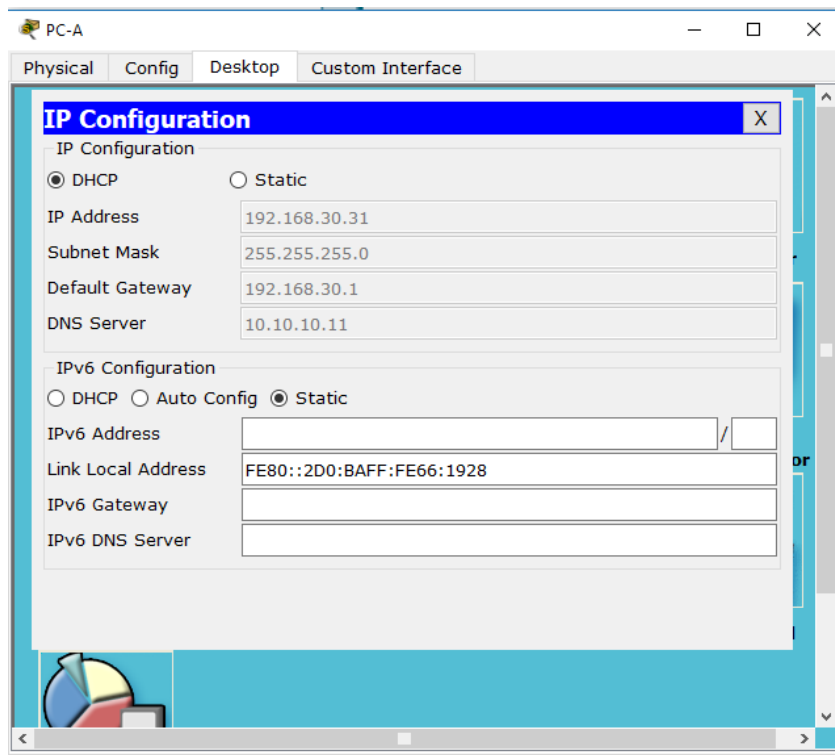 PC-A
Physical Config Desktop Custom Interface
IP Configuration X
IP Configuration
DHCP Static
IP Address 192.168.30.31
Subnet Mask 255.255.255.0
Default Gateway 192.168.30.1
DNS Server 10.10.10.11
IPv6 Configuration
DHCP Auto Config Static
IPv6 Address /
Link Local Address FE80::2D0:BAFF:FE66:1928
or
IPv6 Gateway
IPv6 DNS Server